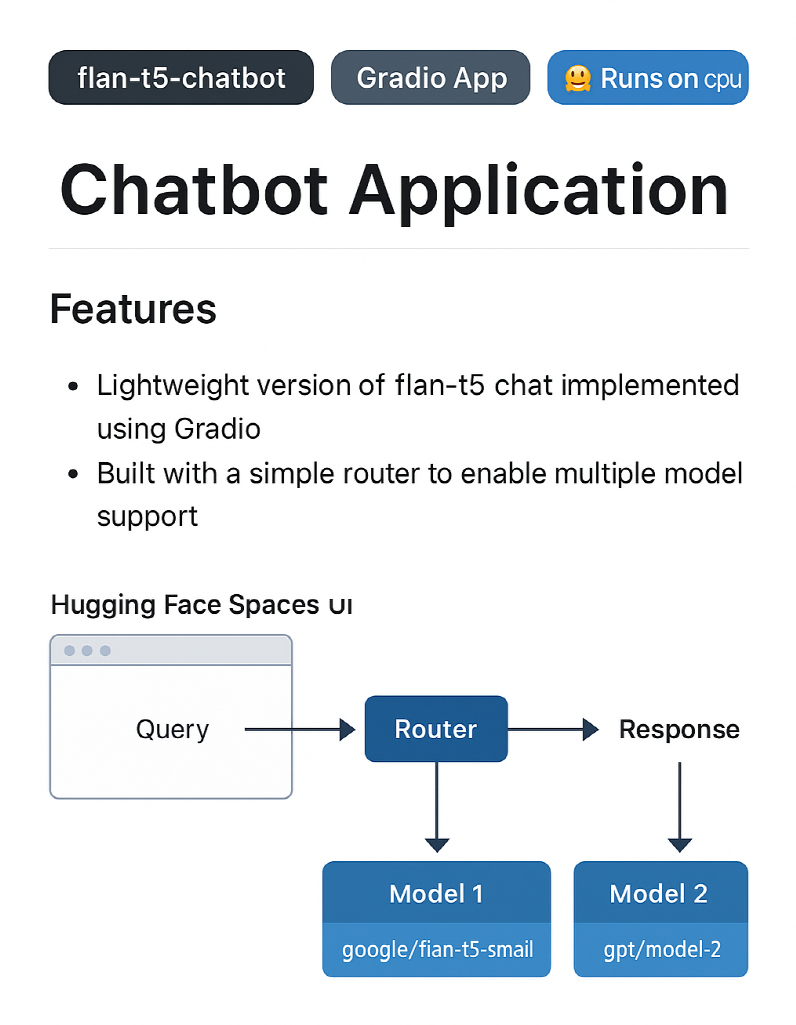 flan-t5-chatbot
Gradio App
🤗 Runs on cpu
Chatbot Application
Features
• Lightweight version of flan-t5 chat implemented
using Gradio
• Built with a simple router to enable multiple model
support
Hugging Face Spaces UI
Query
Router
Response
Model 1
google/fian-t5-smail
Model 2
gpt/model-2